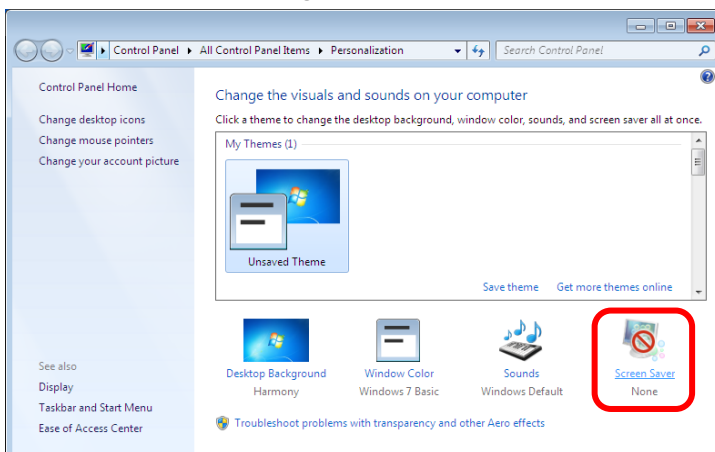 Control Panel ▸ All Control Panel Items ▸ Personalization
Search Control Panel
Control Panel Home
Change desktop icons
Change mouse pointers
Change your account picture
See also
Display
Taskbar and Start Menu
Ease of Access Center
Change the visuals and sounds on your computer
Click a theme to change the desktop background, window color, sounds, and screen saver all at once.
My Themes (1)
Unsaved Theme
Save theme Get more themes online
Desktop Background Window Color Sounds Screen Saver
Harmony Windows 7 Basic Windows Default None
Troubleshoot problems with transparency and other Aero effects